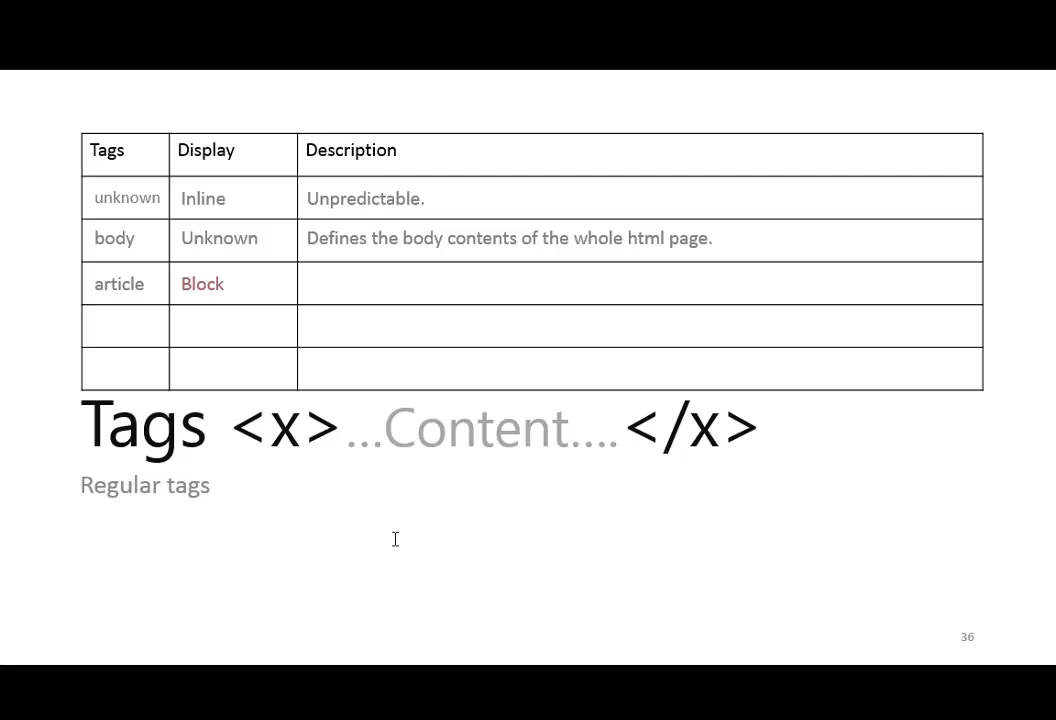 Tags Display Description
unknown Inline Unpredictable.
body Unknown Defines the body contents of the whole html page.
article Block
Tags <x>...Content....</x>
Regular tags
36